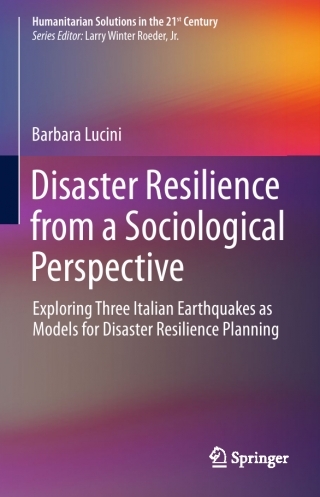 Humanitarian Solutions in the 21st Century
Series Editor: Larry Winter Roeder, Jr.
Barbara Lucini
Disaster Resilience
from a Sociological
Perspective
Exploring Three Italian Earthquakes as
Models for Disaster Resilience Planning
Springer